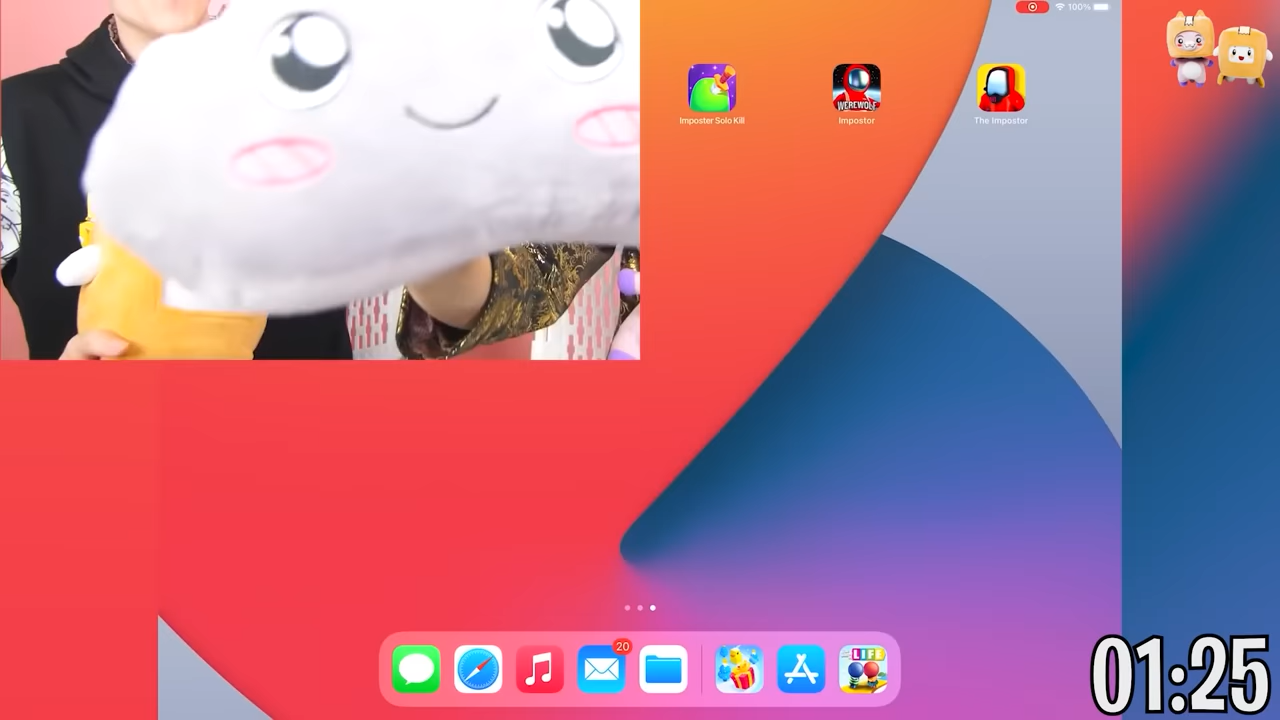 100%
WEREWOLF
Imposter Solo Kill
Impostor
The Impostor
20
LIFE
01:25